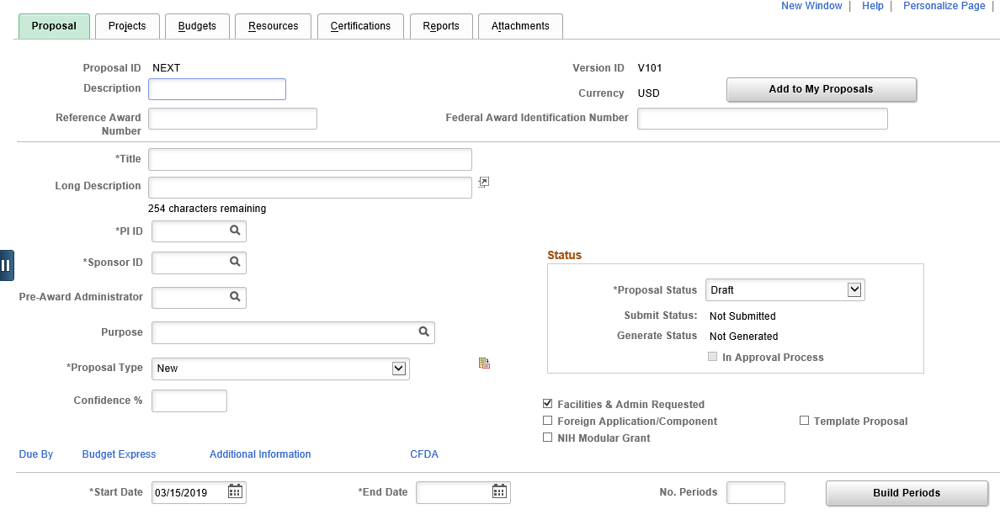 New Window | Help | Personalize Page |
Proposal Projects Budgets Resources Certifications Reports Attachments
Proposal ID NEXT Version ID V101
Description Currency USD Add to My Proposals
Reference Award Federal Award Identification Number
Number
*Title
Long Description
254 characters remaining
*PI ID
*Sponsor ID
Status
*Proposal Status Draft
Pre-Award Administrator
Submit Status: Not Submitted
Purpose Generate Status Not Generated
In Approval Process
*Proposal Type New
Confidence % Facilities & Admin Requested
Foreign Application/Component Template Proposal
NIH Modular Grant
Due By Budget Express Additional Information CFDA
*Start Date 03/15/2019 *End Date No. Periods Build Periods